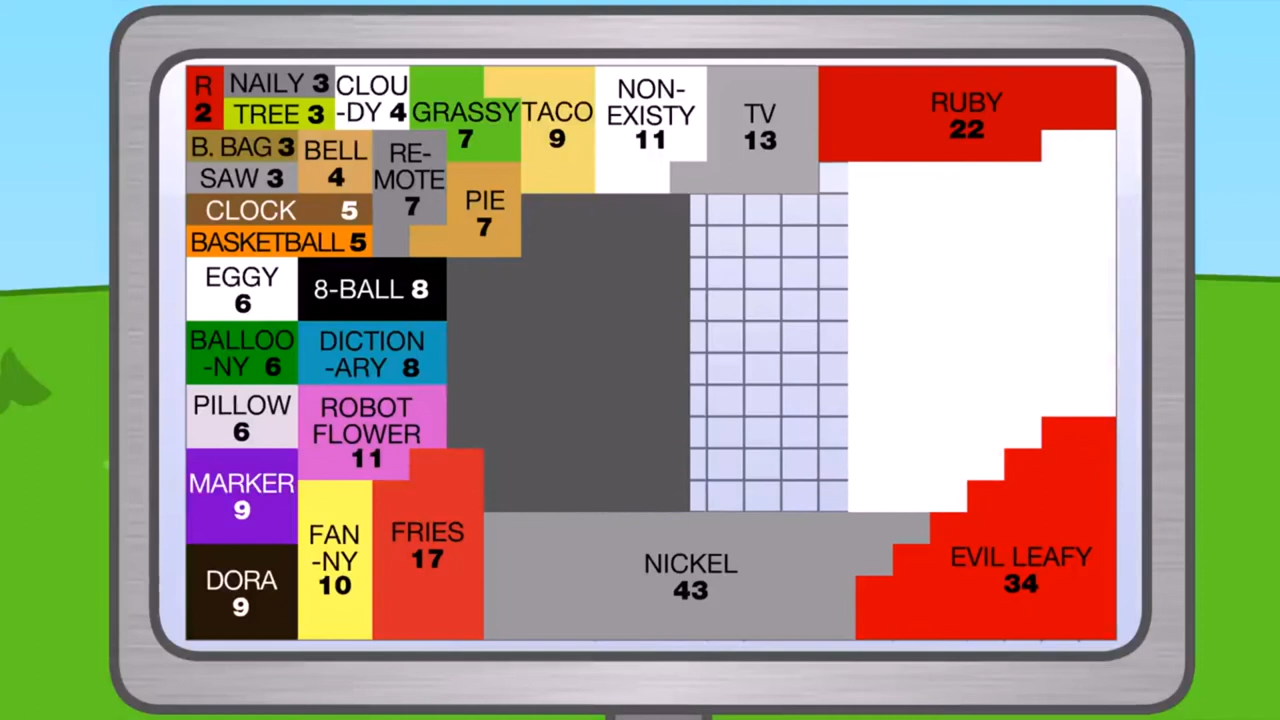 R
2
NAILY 3
TREE 3
CLOU
-DY 4
GRASSY
7
TACO
9
NON-
EXISTY
11
TV
13
RUBY
22
B. BAG 3
SAW 3
BELL
4
RE-
MOTE
7
PIE
7
CLOCK 5
BASKETBALL 5
EGGY
6
8-BALL 8
BALLOO
-NY 6
DICTION
-ARY 8
PILLOW
6
ROBOT
FLOWER
11
MARKER
9
FAN
-NY
10
FRIES
17
NICKEL
43
EVIL LEAFY
34
DORA
9